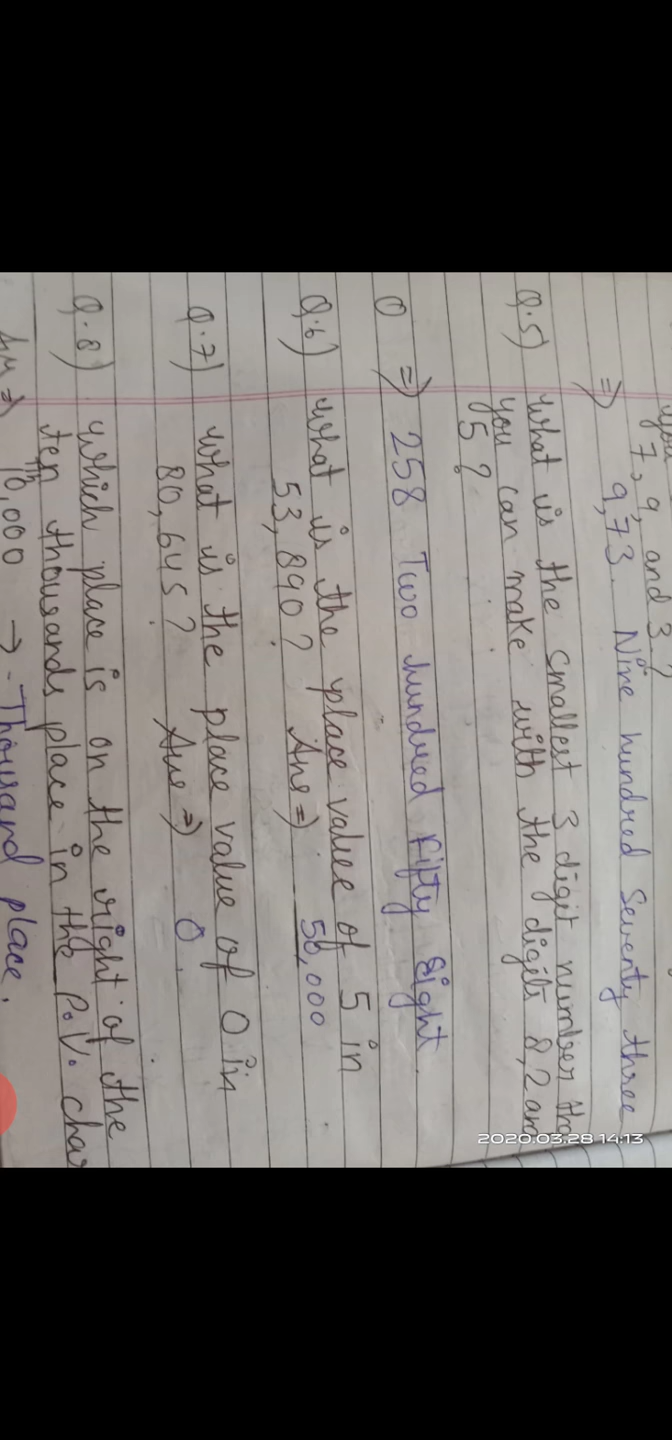 7, 9 and 3?
⇒ 9,73. Nine hundred seventy three
Q.5) what is the smallest 3 digit number tha
you can make with the digits 8, 2 an
5?
0 ⇒ 258 Two hundred fifty eight.
Q.6) what is the place value of 5 in
53,890? Ans ⇒ 50,000
Q.7) what is the place value of 0 in
80,645? Ans ⇒ 0.
Q.8) which place is on the right of the
ten thousands place in the P.V. char
10,000 → Thousand place.
2020.03.28 14:13